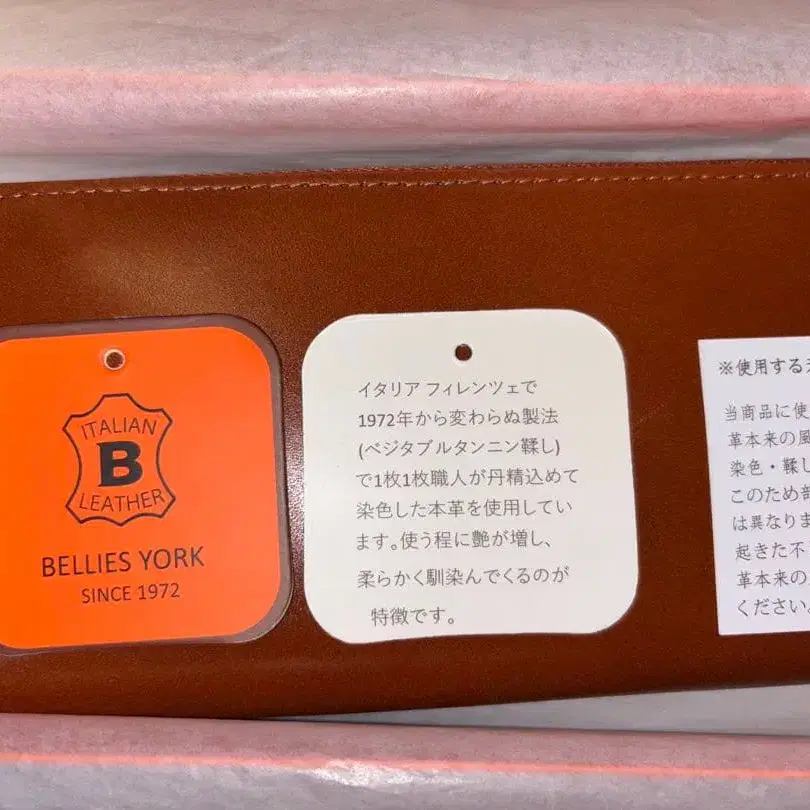 ITALIAN
B
LEATHER
BELLIES YORK
SINCE 1972
イタリア フィレンツェで
1972年から変わらぬ製法
(ベジタブルタンニン鞣し)
で1枚1枚職人が丹精込めて
染色した本革を使用してい
ます。使う程に艶が増し、
柔らかく馴染んでくるのが
特徴です。
※使用する
当商品に使
革本来の風
染色・鞣し
このため部
は異なりま
起きた不
革本来の
ください。